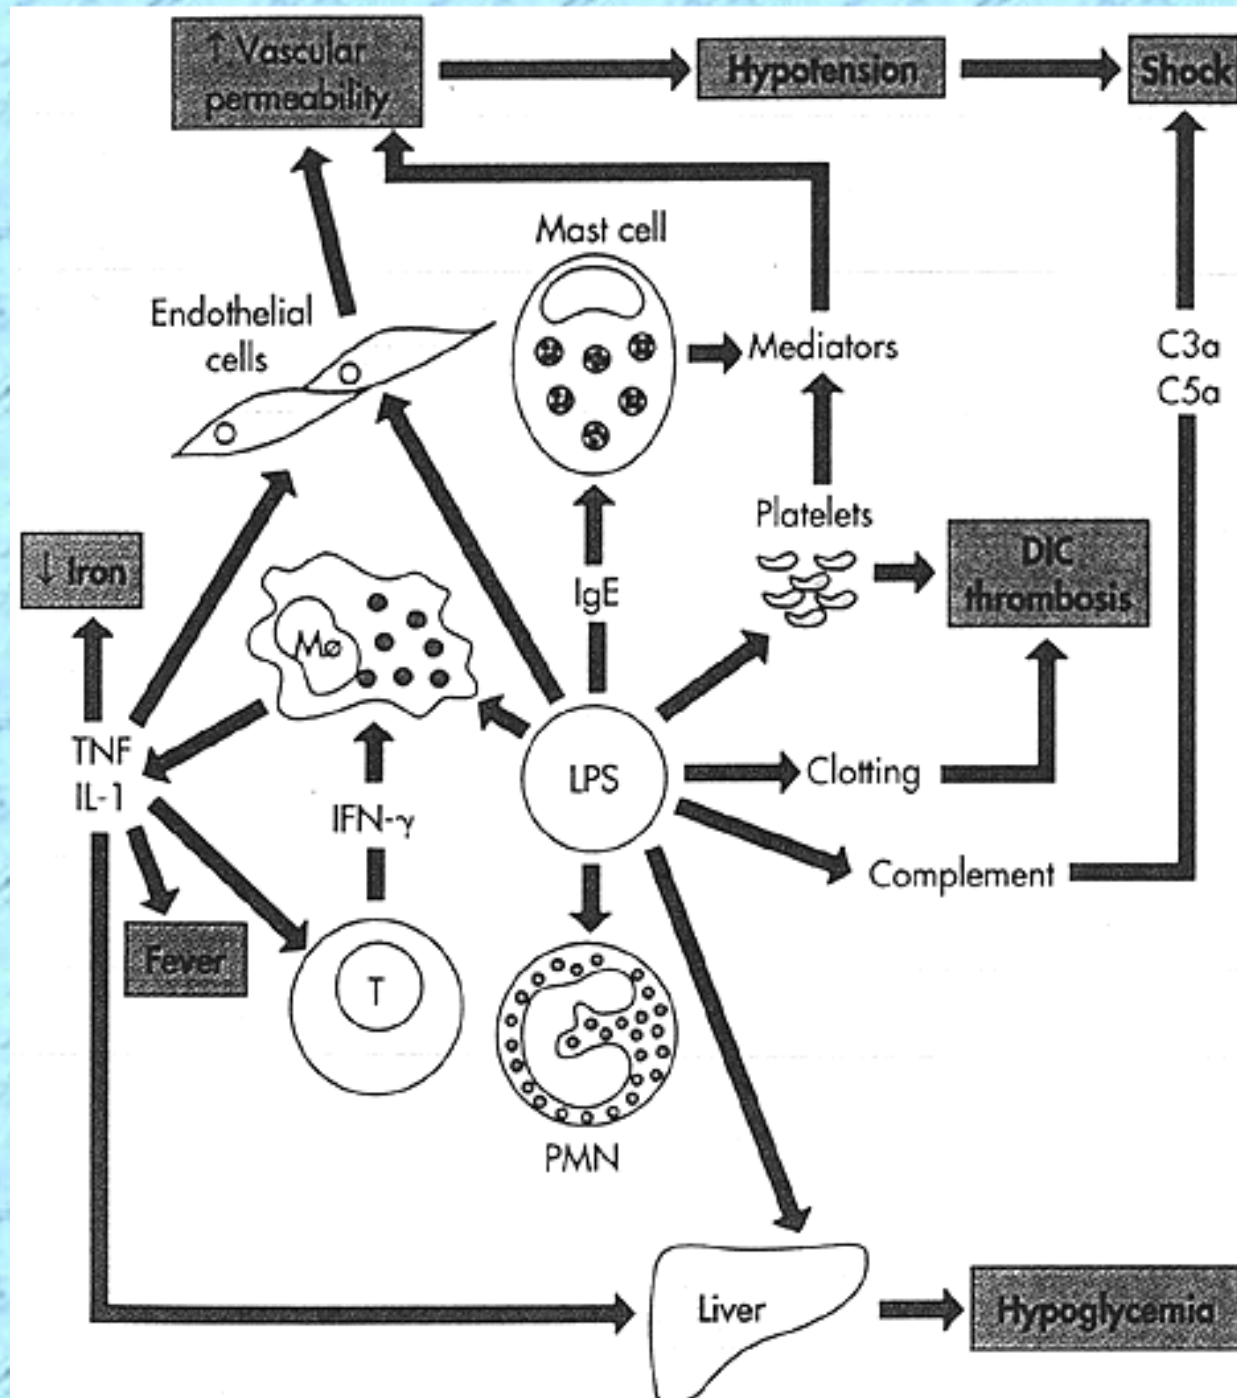 ↑ Vascular
permeability
Hypotension
Shock
Mast cell
Endothelial
cells
Mediators
C3a
C5a
Platelets
↓ Iron
DIC
thrombosis
IgE
Mø
TNF
IL-1
LPS
Clotting
IFN-γ
Complement
Fever
T
PMN
Liver
Hypoglycemia